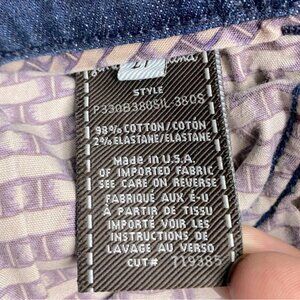 27
STYLE
P330B380SIL-380S
98% COTTON/COTON
2% ELASTANE/ELASTANE
MADE IN U.S.A.
OF IMPORTED FABRIC
SEE CARE ON REVERSE
FABRIQUÉ AUX É-U
À PARTIR DE TISSU
IMPORTÉ VOIR LES
INSTRUCTIONS DE
LAVAGE AU VERSO
CUT# 719385